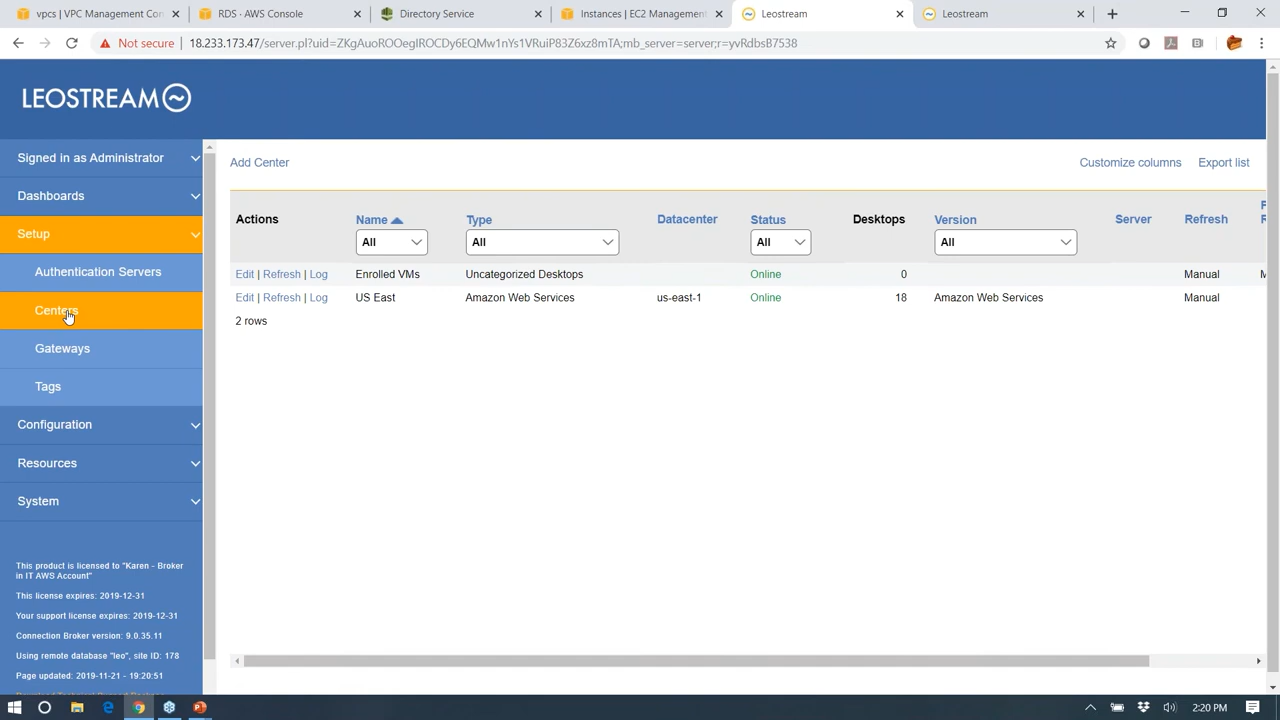 vpcs | VPC Management Con
RDS · AWS Console
Directory Service
Instances | EC2 Management
Leostream
Leostream
Not secure
18.233.173.47/server.pl?uid=ZKgAuoROOegIROCDy6EQMw1nYs1VRuiP83Z6xz8mTA;mb_server=server;r=yvRdbsB7538
LEOSTREAM
Signed in as Administrator
Dashboards
Setup
Authentication Servers
Centers
Gateways
Tags
Configuration
Resources
System
This product is licensed to "Karen - Broker
in IT AWS Account"
This license expires: 2019-12-31
Your support license expires: 2019-12-31
Connection Broker version: 9.0.35.11
Using remote database "leo", site ID: 178
Page updated: 2019-11-21 - 19:20:51
Add Center
Customize columns
Export list
Actions Name Type Datacenter Status Desktops Version Server Refresh
All All All All
Edit | Refresh | Log Enrolled VMs Uncategorized Desktops Online 0 Manual
Edit | Refresh | Log US East Amazon Web Services us-east-1 Online 18 Amazon Web Services Manual
2 rows
2:20 PM